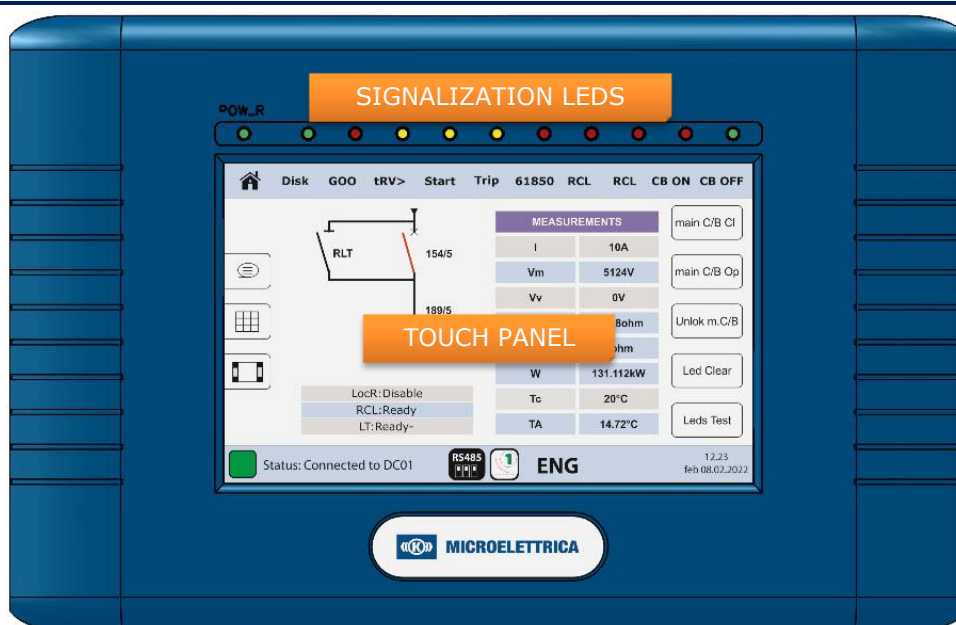 SIGNALIZATION LEDS
POW_R
Disk GOO tRV> Start Trip 61850 RCL RCL CB ON CB OFF
MEASUREMENTS
I 10A
Vm 5124V
Vv 0V
8ohm
ohm
W 131.112kW
Tc 20°C
TA 14.72°C
RLT
154/5
189/5
TOUCH PANEL
LocR:Disable
RCL:Ready
LT:Ready-
main C/B Cl
main C/B Op
Unlok m.C/B
Led Clear
Leds Test
Status: Connected to DC01
RS485
1
ENG
12.23
feb 08.02.2022
K MICROELETTRICA